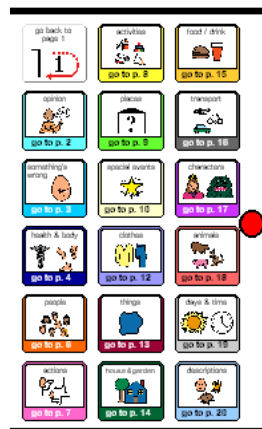 go back to
page 1
1
activities
go to p. 8
food / drink
go to p. 15
opinion
go to p. 2
places
?
go to p. 9
transport
go to p. 16
something's
wrong
go to p. 3
special events
go to p. 10
characters
go to p. 17
health & body
go to p. 4
clothes
go to p. 12
animals
go to p. 18
people
go to p. 6
things
go to p. 13
days & time
go to p. 19
actions
go to p. 7
house & garden
go to p. 14
descriptions
go to p. 20